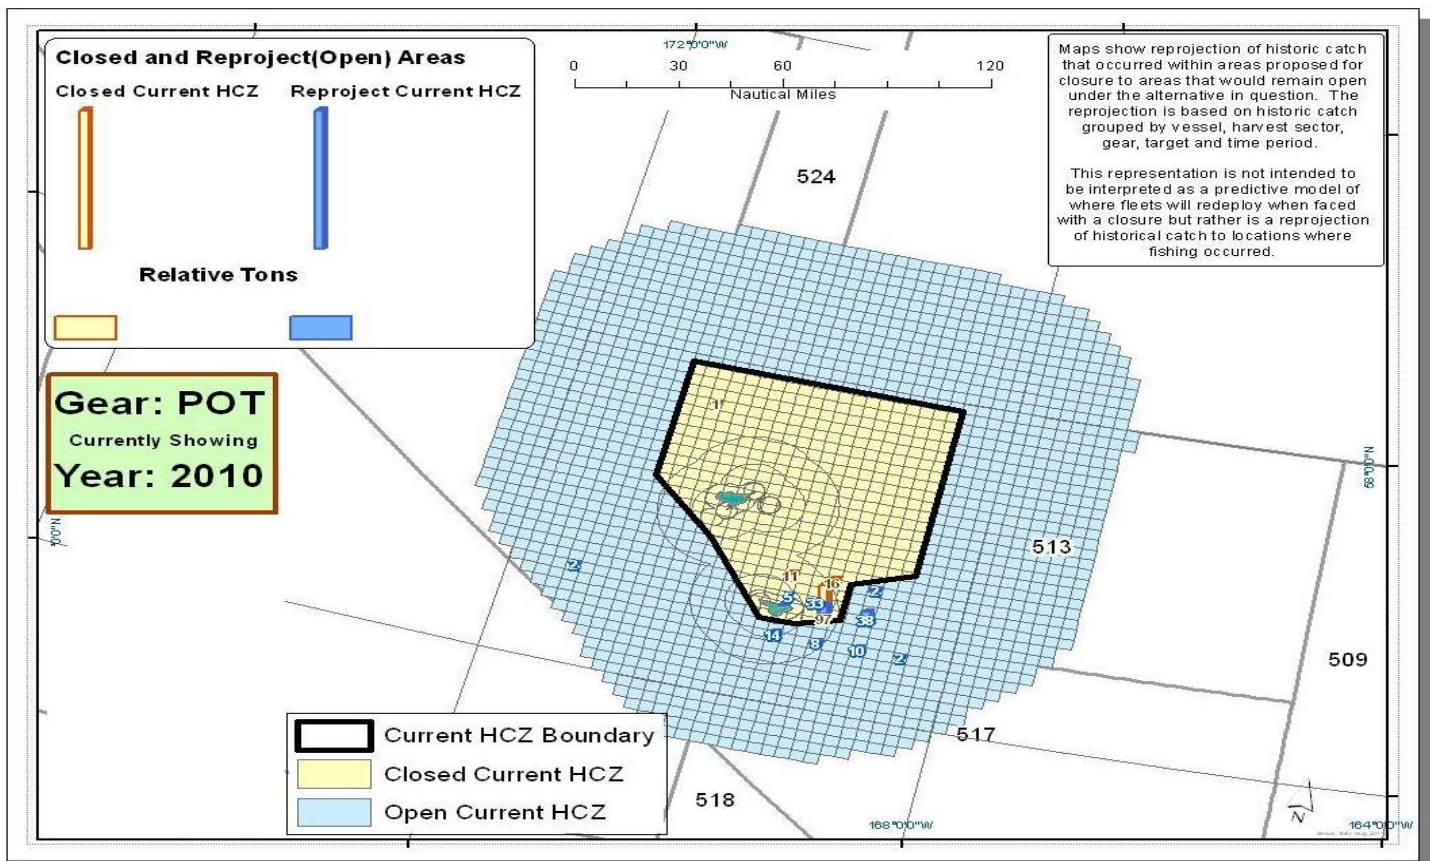 Closed and Reproject(Open) Areas
Closed Current HCZ Reproject Current HCZ
Relative Tons
Gear: POT
Currently Showing
Year: 2010
172°0'0"W
0 30 60 120
Nautical Miles
Maps show reprojection of historic catch
that occurred within areas proposed for
closure to areas that would remain open
under the alternative in question. The
reprojection is based on historic catch
grouped by vessel, harvest sector,
gear, target and time period.
This representation is not intended to
be interpreted as a predictive model of
where fleets will redeploy when faced
with a closure but rather is a reprojection
of historical catch to locations where
fishing occurred.
524
58°0'0"N
513
2
11
16
5
33
2
97
38
14
8
10
2
509
517
518
Current HCZ Boundary
Closed Current HCZ
Open Current HCZ
168°0'0"W
164°0'0"W
N